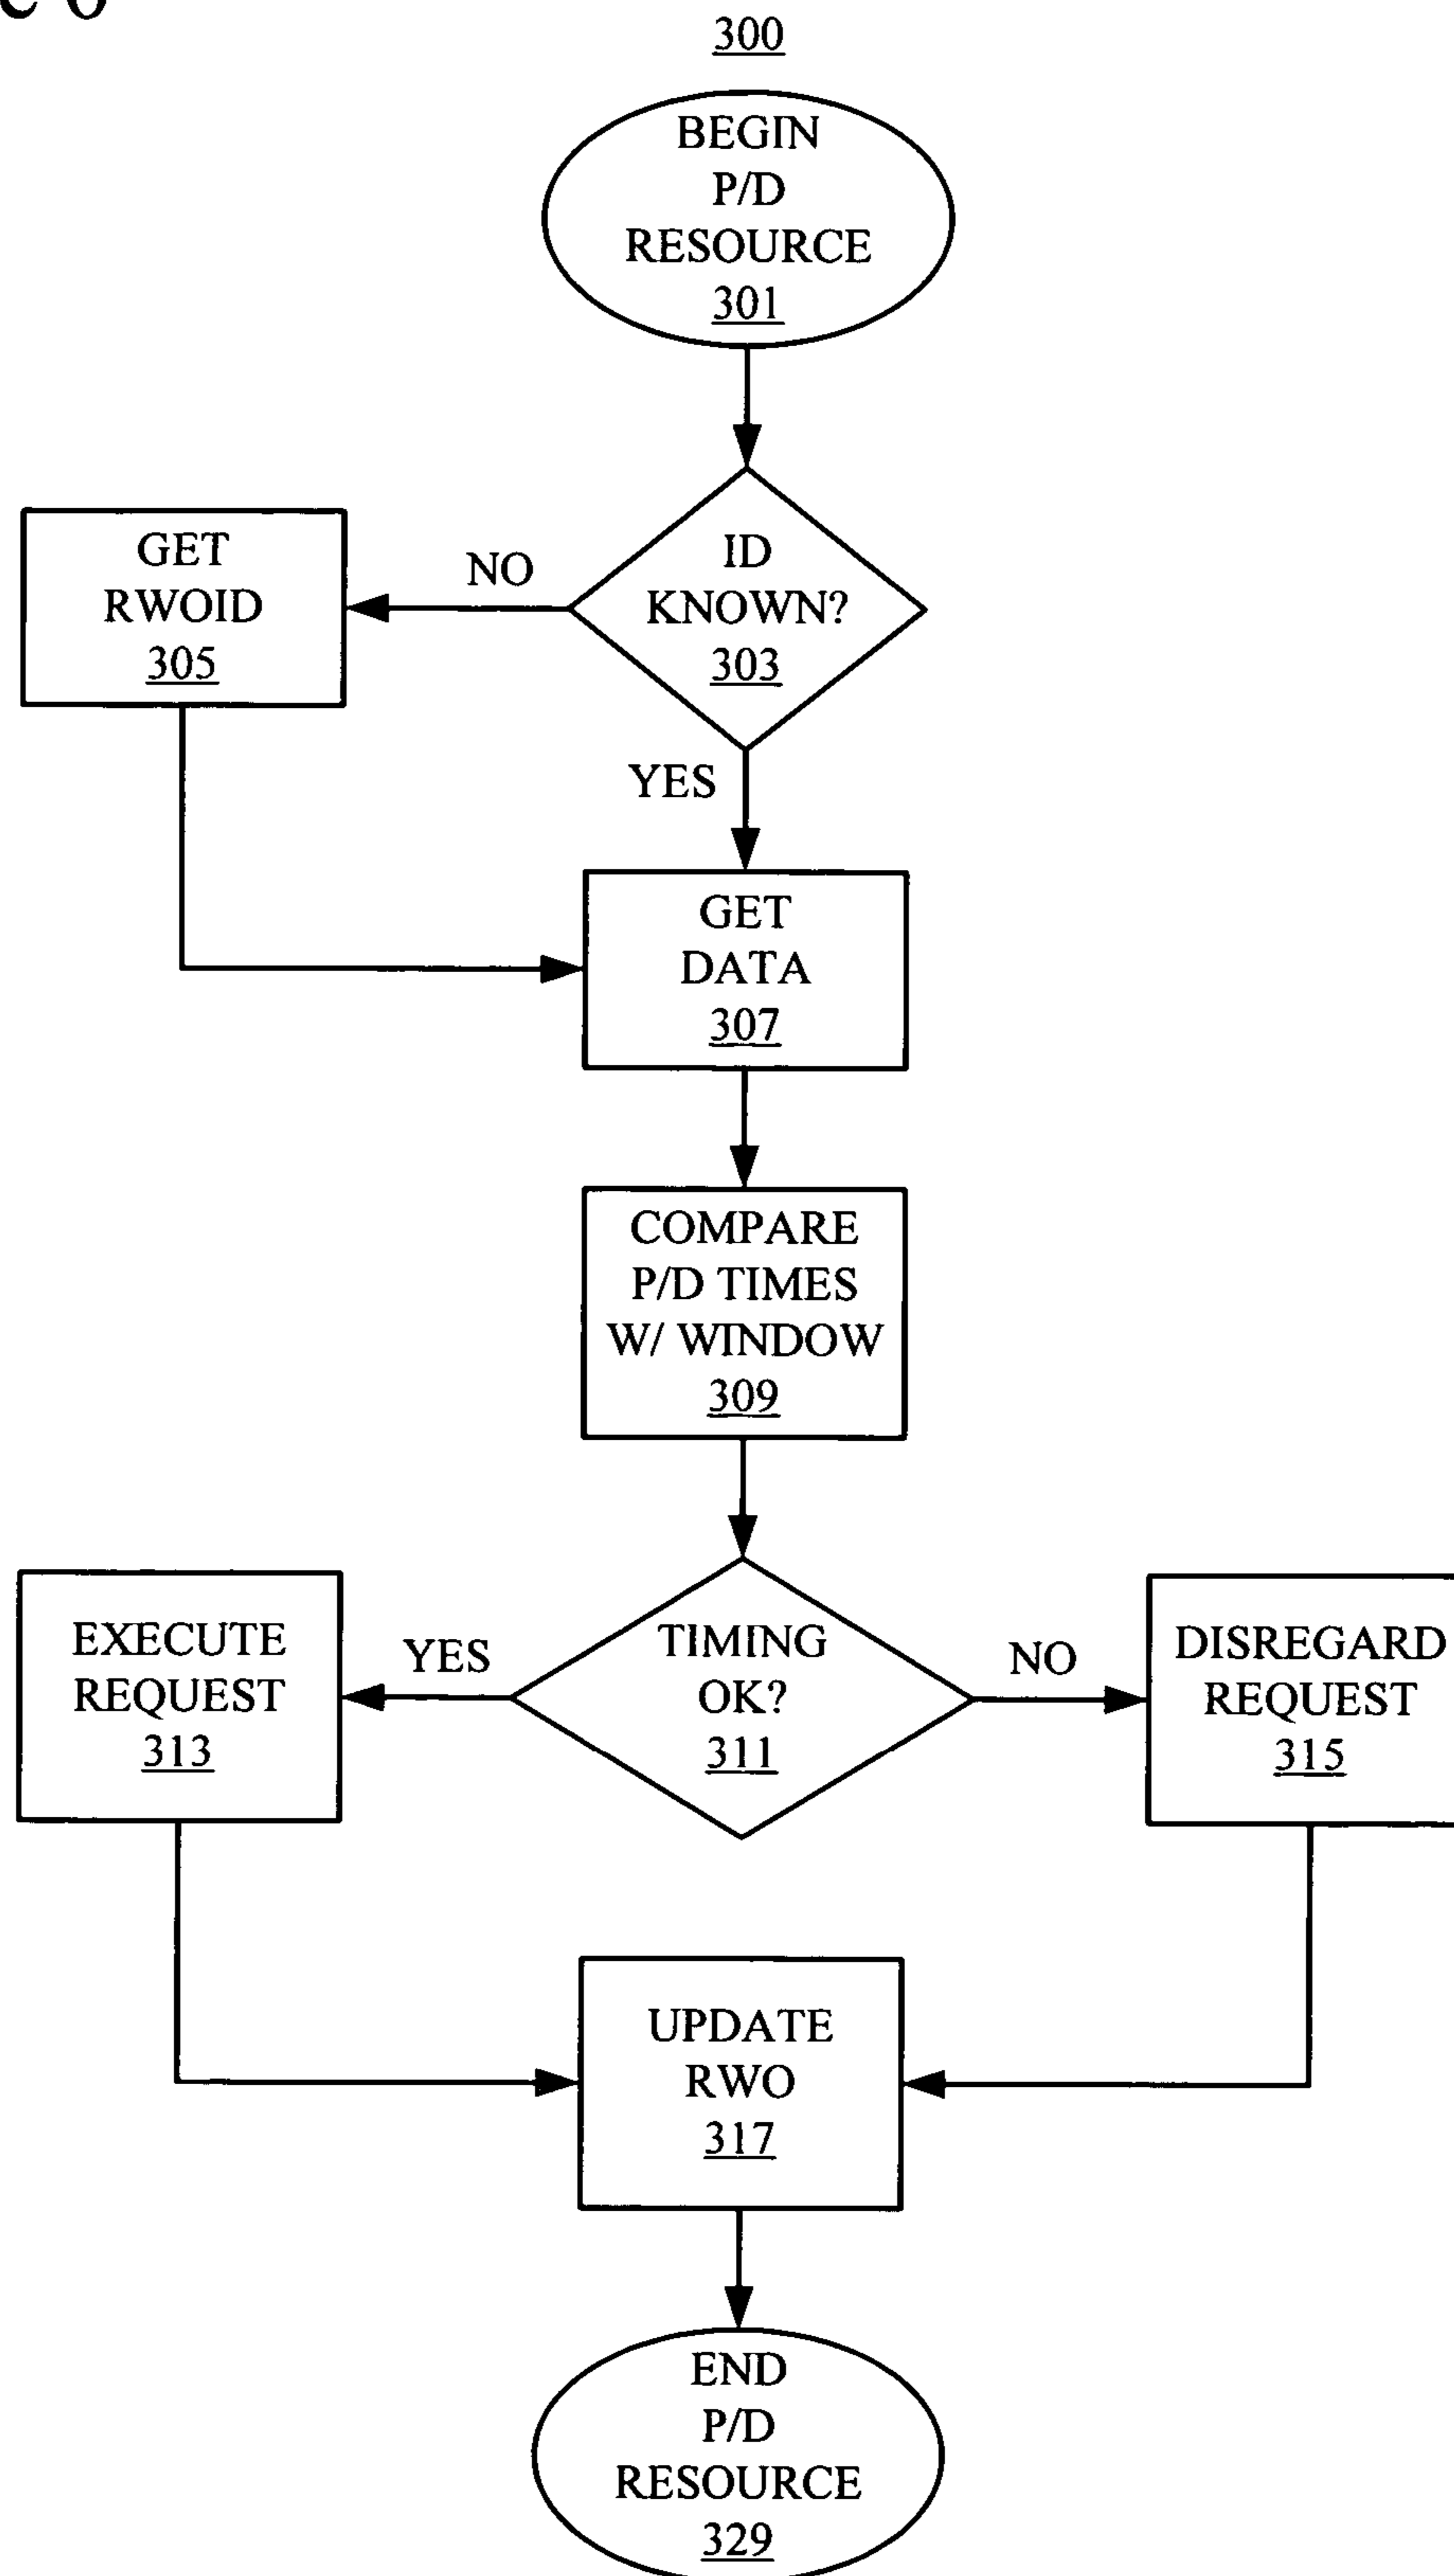 300
BEGIN
P/D
RESOURCE
301
ID
KNOWN?
303
NO
GET
RWOID
305
YES
GET
DATA
307
COMPARE
P/D TIMES
W/ WINDOW
309
TIMING
OK?
311
YES
EXECUTE
REQUEST
313
NO
DISREGARD
REQUEST
315
UPDATE
RWO
317
END
P/D
RESOURCE
329